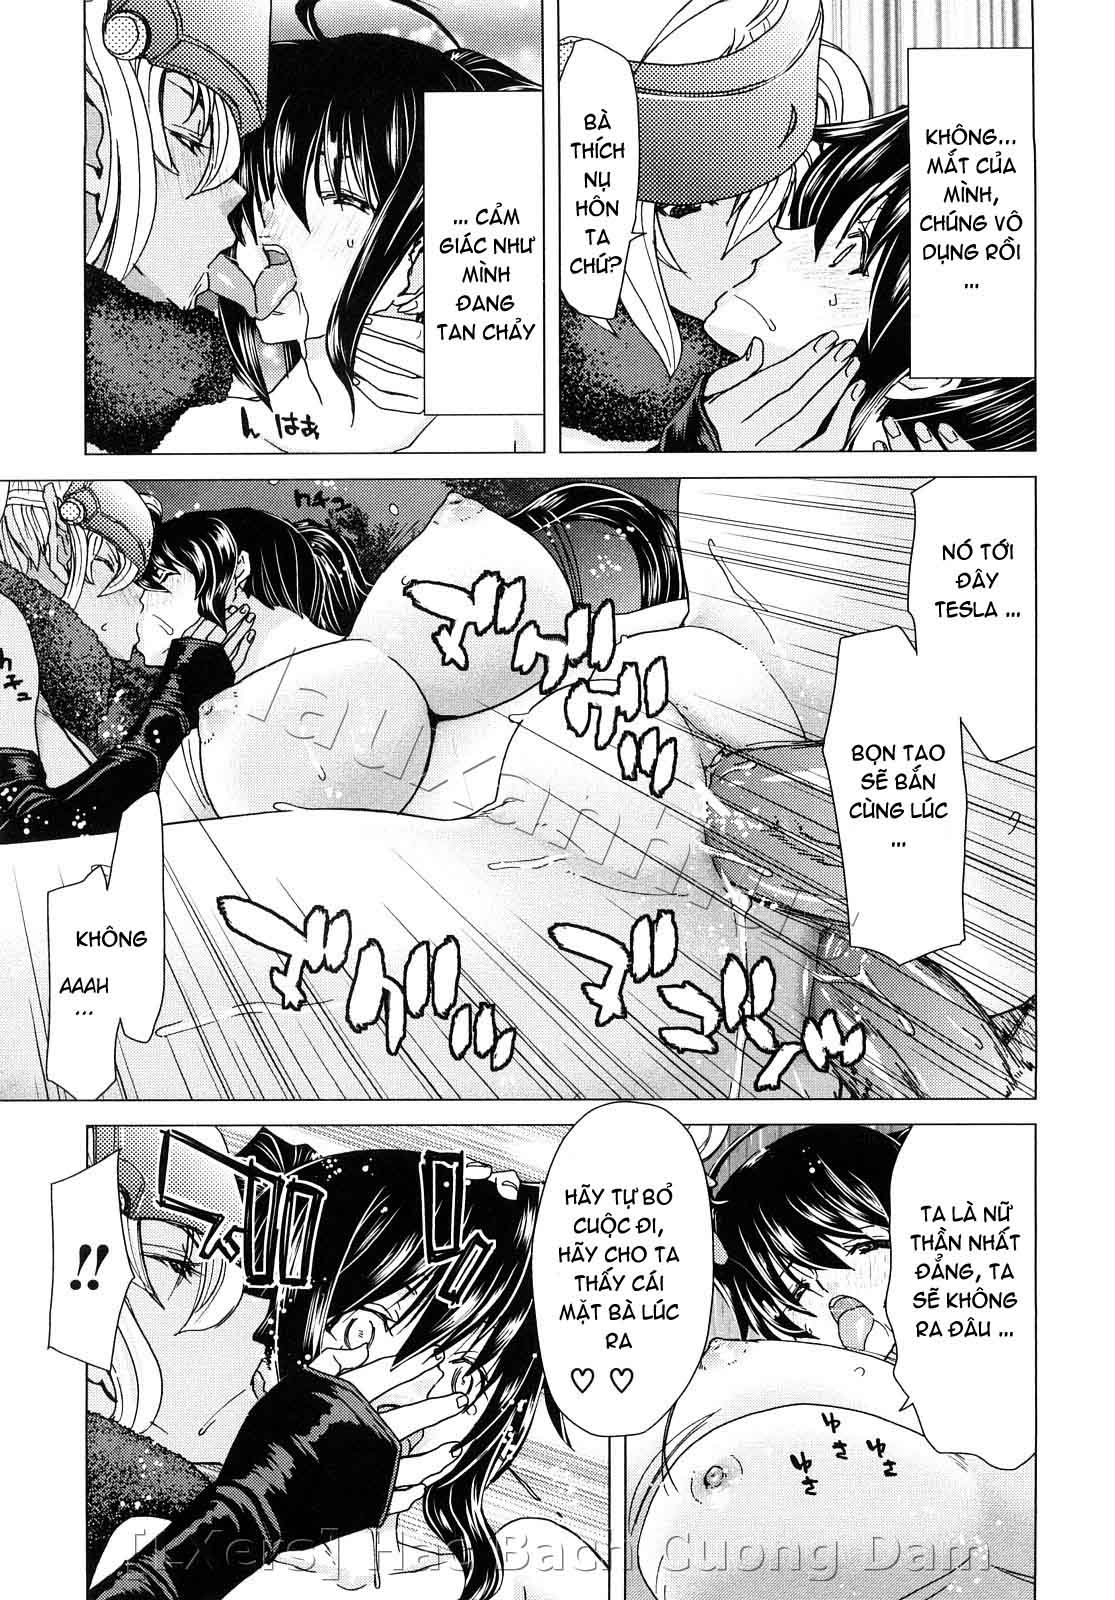 KHÔNG...
MẮT CỦA
MÌNH,
CHÚNG VÔ
DỤNG RỒI
...
BÀ
THÍCH
NỤ
HÔN
TA
CHỨ?
... CẢM
GIÁC NHƯ
MÌNH
ĐANG
TAN CHẢY
ん はぁ
NÓ TỚI
ĐÂY
TESLA ...
BỌN TAO
SẼ BẮN
CÙNG LÚC
...
KHÔNG
AAAH
...
TA LÀ NỮ
THẦN NHẤT
ĐẲNG, TA
SẼ KHÔNG
RA ĐÂU ...
ゆさ
ゆさ
HÃY TỰ BỎ
CUỘC ĐI,
HÃY CHO TA
THẤY CÁI
MẶT BÀ LÚC
RA
♡ ♡
!!
[LXers] Hac Bach Cuong Dam